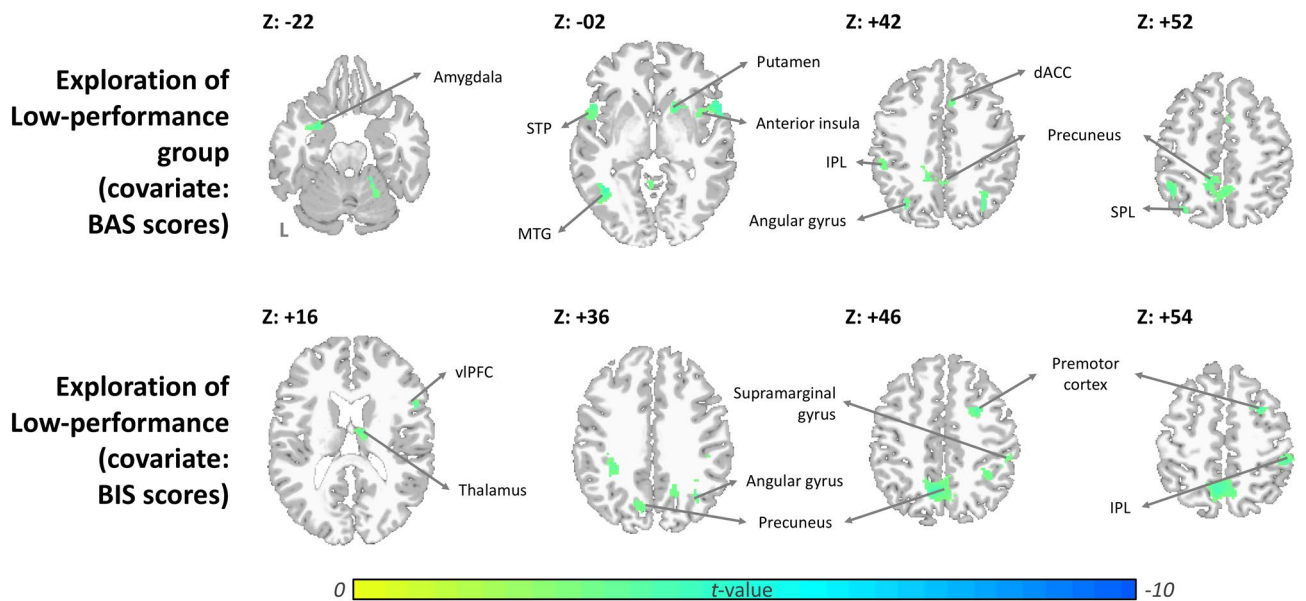 Z: -22
Z: -02
Z: +42
Z: +52
Exploration of
Low-performance
group
(covariate:
BAS scores)
Amygdala
L
STP
MTG
Putamen
Anterior insula
IPL
Angular gyrus
dACC
Precuneus
SPL
Z: +16
Z: +36
Z: +46
Z: +54
Exploration of
Low-performance
(covariate:
BIS scores)
vlPFC
Thalamus
Supramarginal
gyrus
Angular gyrus
Precuneus
Premotor
cortex
IPL
0
t-value
-10